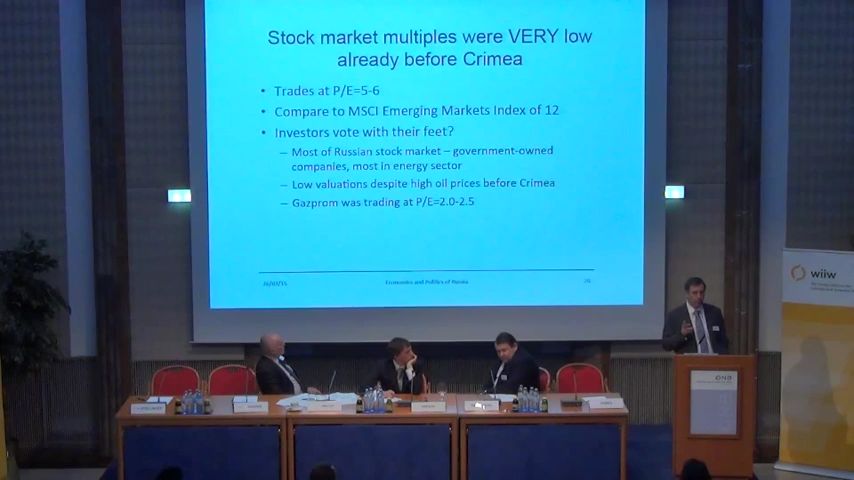 Stock market multiples were VERY low
already before Crimea
• Trades at P/E=5-6
• Compare to MSCI Emerging Markets Index of 12
• Investors vote with their feet?
– Most of Russian stock market – government-owned
companies, most in energy sector
– Low valuations despite high oil prices before Crimea
– Gazprom was trading at P/E=2.0-2.5
Economics and Politics of Russia
wiiw